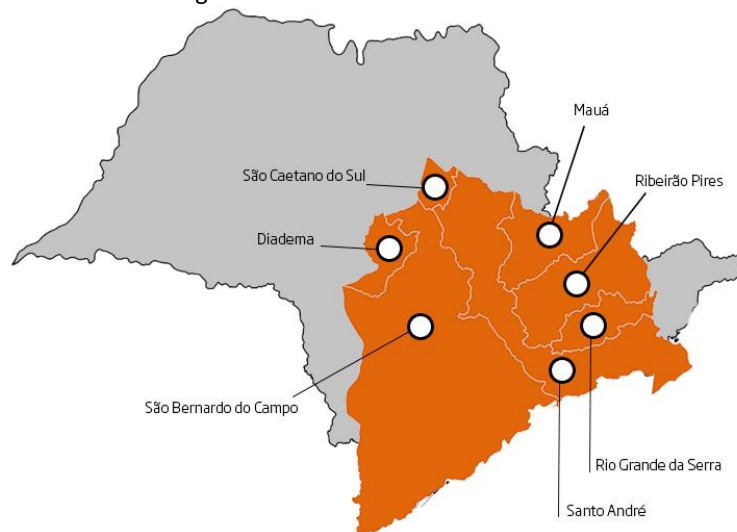 Mauá
São Caetano do Sul
Ribeirão Pires
Diadema
São Bernardo do Campo
Rio Grande da Serra
Santo André